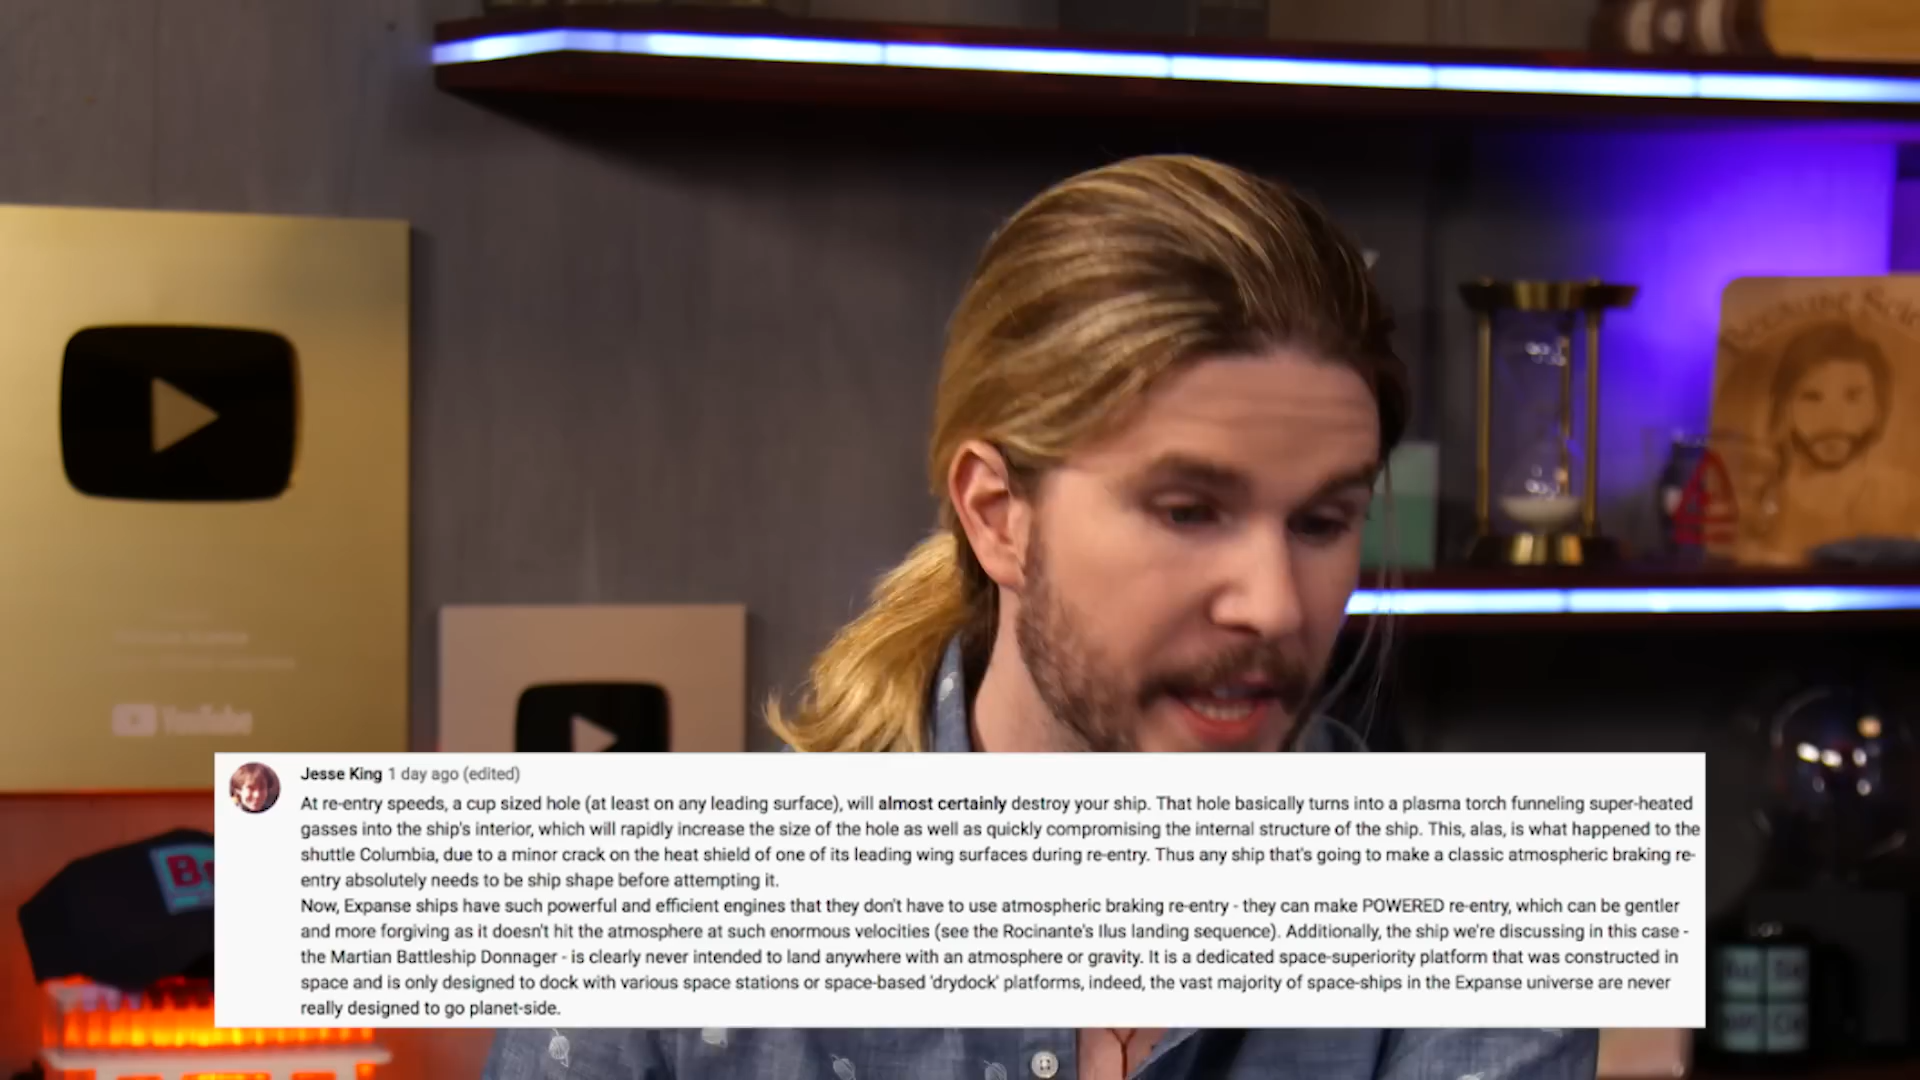 Jesse King 1 day ago (edited)
At re-entry speeds, a cup sized hole (at least on any leading surface), will almost certainly destroy your ship. That hole basically turns into a plasma torch funneling super-heated
gasses into the ship's interior, which will rapidly increase the size of the hole as well as quickly compromising the internal structure of the ship. This, alas, is what happened to the
shuttle Columbia, due to a minor crack on the heat shield of one of its leading wing surfaces during re-entry. Thus any ship that's going to make a classic atmospheric braking re-
entry absolutely needs to be ship shape before attempting it.
Now, Expanse ships have such powerful and efficient engines that they don't have to use atmospheric braking re-entry - they can make POWERED re-entry, which can be gentler
and more forgiving as it doesn't hit the atmosphere at such enormous velocities (see the Rocinante's Ilus landing sequence). Additionally, the ship we're discussing in this case -
the Martian Battleship Donnager - is clearly never intended to land anywhere with an atmosphere or gravity. It is a dedicated space-superiority platform that was constructed in
space and is only designed to dock with various space stations or space-based 'drydock' platforms, indeed, the vast majority of space-ships in the Expanse universe are never
really designed to go planet-side.
YouTube